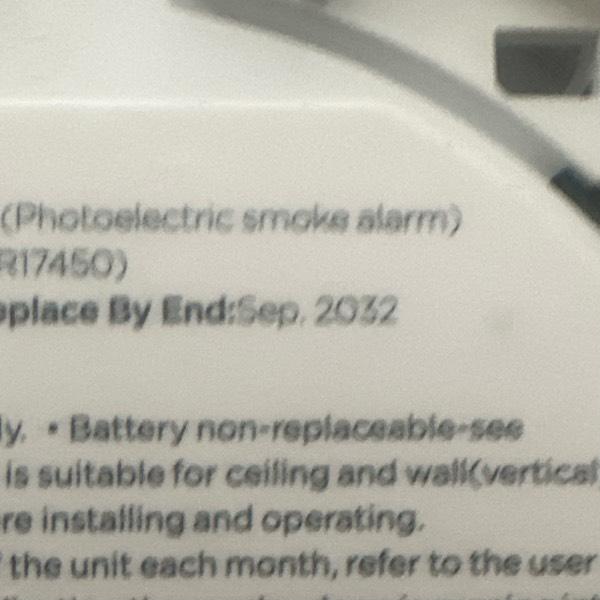 (Photoelectric smoke alarm)
R17450)
eplace By End:Sep. 2032
ly. • Battery non-replaceable-see
is suitable for ceiling and wall(vertical
re installing and operating.
the unit each month, refer to the user